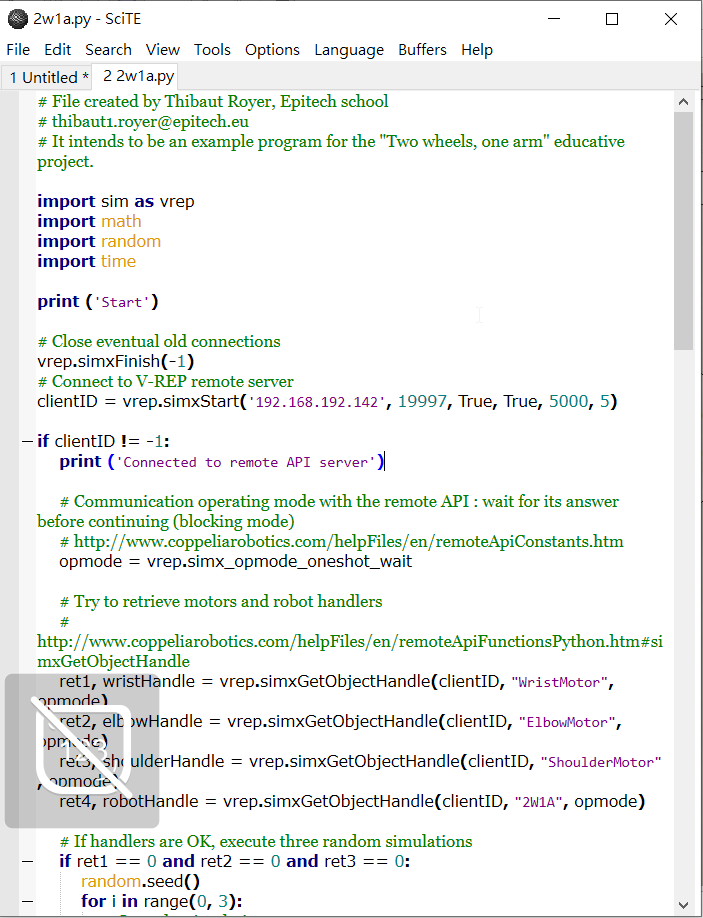 2w1a.py - SciTE
File Edit Search View Tools Options Language Buffers Help
1 Untitled * 2 2w1a.py
# File created by Thibaut Royer, Epitech school
# thibaut1.royer@epitech.eu
# It intends to be an example program for the "Two wheels, one arm" educative
project.
import sim as vrep
import math
import random
import time
print ('Start')
# Close eventual old connections
vrep.simxFinish(-1)
# Connect to V-REP remote server
clientID = vrep.simxStart('192.168.192.142', 19997, True, True, 5000, 5)
if clientID != -1:
print ('Connected to remote API server')
# Communication operating mode with the remote API : wait for its answer
before continuing (blocking mode)
# http://www.coppeliarobotics.com/helpFiles/en/remoteApiConstants.htm
opmode = vrep.simx_opmode_oneshot_wait
# Try to retrieve motors and robot handlers
#
http://www.coppeliarobotics.com/helpFiles/en/remoteApiFunctionsPython.htm#si
mxGetObjectHandle
ret1, wristHandle = vrep.simxGetObjectHandle(clientID, "WristMotor",
opmode)
ret2, elbowHandle = vrep.simxGetObjectHandle(clientID, "ElbowMotor",
opmode)
ret3, shoulderHandle = vrep.simxGetObjectHandle(clientID, "ShoulderMotor"
, opmode)
ret4, robotHandle = vrep.simxGetObjectHandle(clientID, "2W1A", opmode)
# If handlers are OK, execute three random simulations
if ret1 == 0 and ret2 == 0 and ret3 == 0:
random.seed()
for i in range(0, 3):